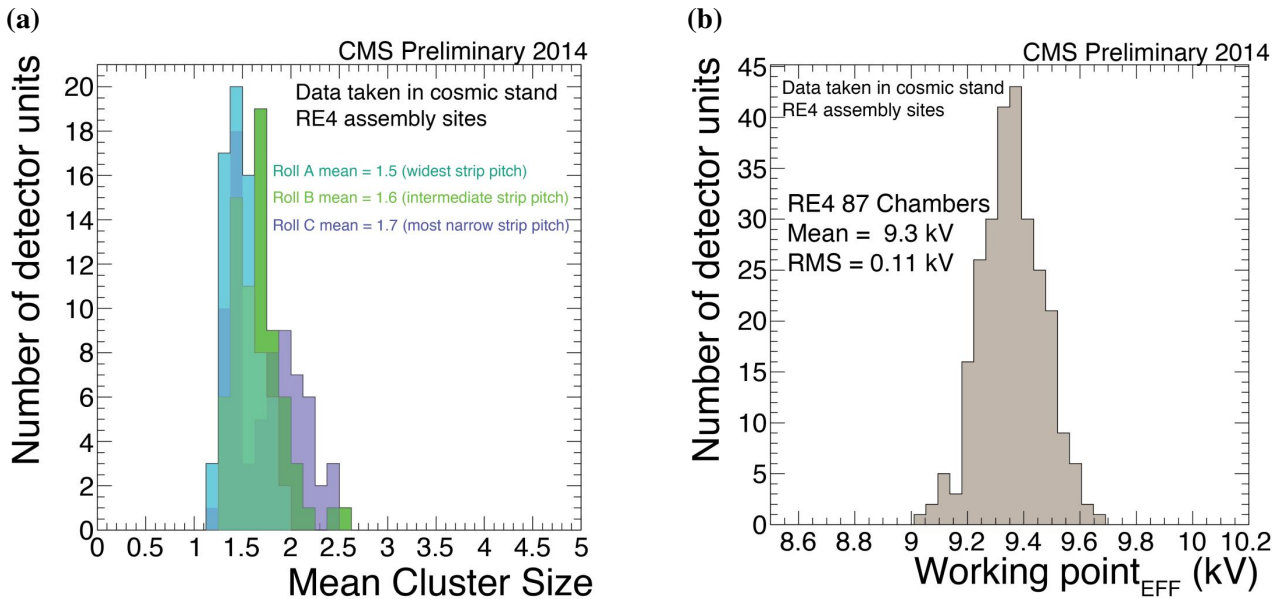 (a)
CMS Preliminary 2014
Number of detector units
20
18
16
14
12
10
8
6
4
2
0
Data taken in cosmic stand
RE4 assembly sites
Roll A mean = 1.5 (widest strip pitch)
Roll B mean = 1.6 (intermediate strip pitch)
Roll C mean = 1.7 (most narrow strip pitch)
0 0.5 1 1.5 2 2.5 3 3.5 4 4.5 5
Mean Cluster Size
(b)
CMS Preliminary 2014
Number of detector units
45
40
35
30
25
20
15
10
5
0
Data taken in cosmic stand
RE4 assembly sites
RE4 87 Chambers
Mean = 9.3 kV
RMS = 0.11 kV
8.6 8.8 9 9.2 9.4 9.6 9.8 10 10.2
Working pointEFF (kV)